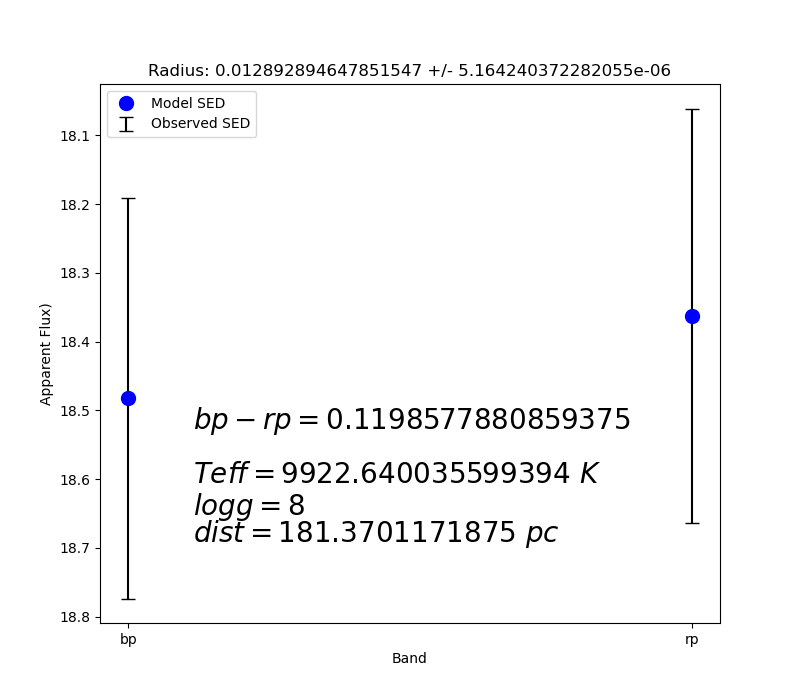 Radius: 0.012892894647851547 +/- 5.164240372282055e-06
Model SED
Observed SED
18.1
18.2
18.3
18.4
18.5
18.6
18.7
18.8
Apparent Flux)
bp − rp = 0.1198577880859375
Teff = 9922.640035599394 K
logg = 8
dist = 181.3701171875 pc
bp
rp
Band